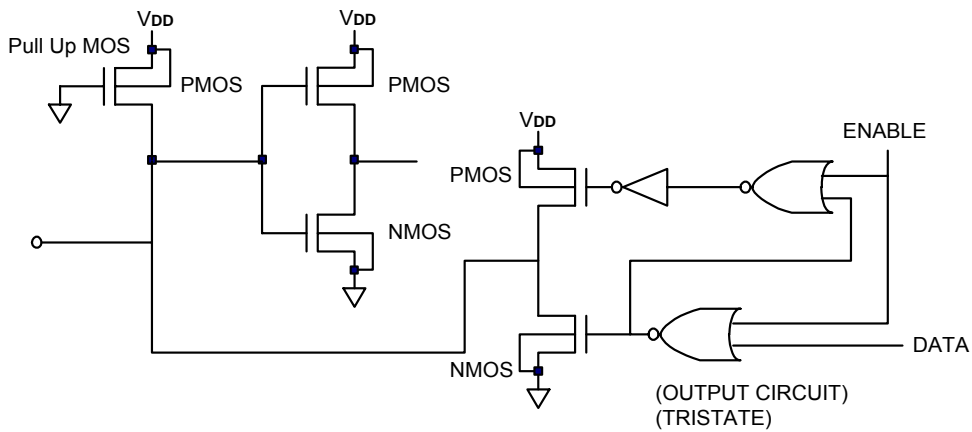 VDD
VDD
Pull Up MOS
PMOS
PMOS
VDD
ENABLE
PMOS
NMOS
DATA
NMOS
(OUTPUT CIRCUIT)
(TRISTATE)